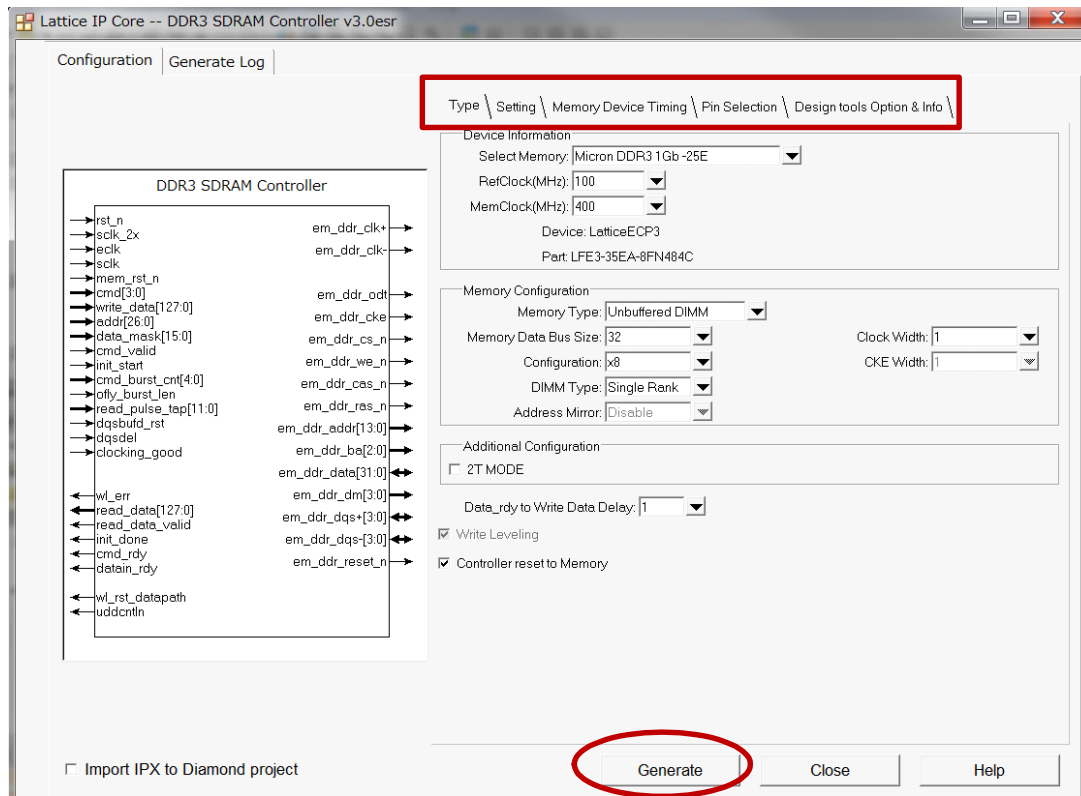 Lattice IP Core -- DDR3 SDRAM Controller v3.0esr
Configuration
Generate Log
Type \ Setting \ Memory Device Timing \ Pin Selection \ Design tools Option & Info \
DDR3 SDRAM Controller
rst_n
sclk_2x
eclk
sclk
mem_rst_n
cmd[3:0]
write_data[127:0]
addr[26:0]
data_mask[15:0]
cmd_valid
init_start
cmd_burst_cnt[4:0]
ofly_burst_len
read_pulse_tap[11:0]
dqsbufd_rst
dqsdel
clocking_good
wl_err
read_data[127:0]
read_data_valid
init_done
cmd_rdy
datain_rdy
wl_rst_datapath
uddcntln
em_ddr_clk+
em_ddr_clk-
em_ddr_odt
em_ddr_cke
em_ddr_cs_n
em_ddr_we_n
em_ddr_cas_n
em_ddr_ras_n
em_ddr_addr[13:0]
em_ddr_ba[2:0]
em_ddr_data[31:0]
em_ddr_dm[3:0]
em_ddr_dqs+[3:0]
em_ddr_dqs-[3:0]
em_ddr_reset_n
Device Information
Select Memory: Micron DDR3 1Gb -25E
RefClock(MHz): 100
MemClock(MHz): 400
Device: LatticeECP3
Part: LFE3-35EA-8FN484C
Memory Configuration
Memory Type: Unbuffered DIMM
Memory Data Bus Size: 32
Clock Width: 1
Configuration: x8
CKE Width: 1
DIMM Type: Single Rank
Address Mirror: Disable
Additional Configuration
2T MODE
Data_rdy to Write Data Delay: 1
Write Leveling
Controller reset to Memory
Import IPX to Diamond project
Generate
Close
Help